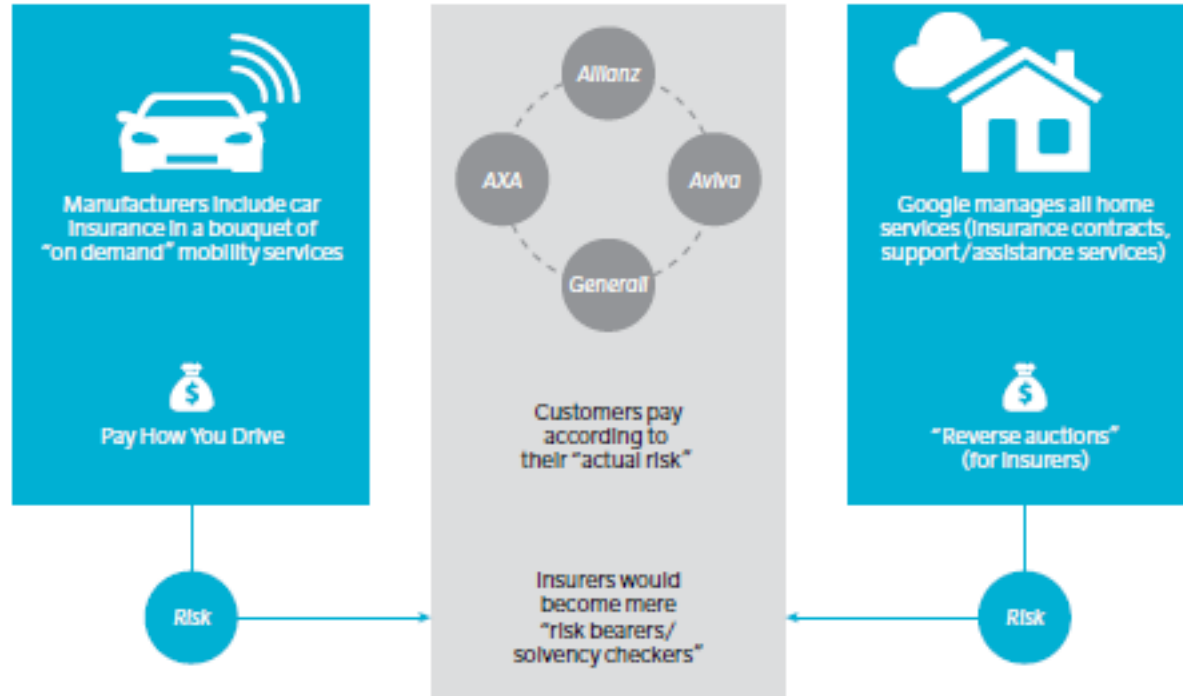 Manufacturers include car
insurance in a bouquet of
“on demand” mobility services
$
Pay How You Drive
Risk
Allianz
AXA
Aviva
Generali
Customers pay
according to
their “actual risk”
Insurers would
become mere
“risk bearers/
solvency checkers”
Google manages all home
services (insurance contracts,
support/assistance services)
$
“Reverse auctions”
(for insurers)
Risk